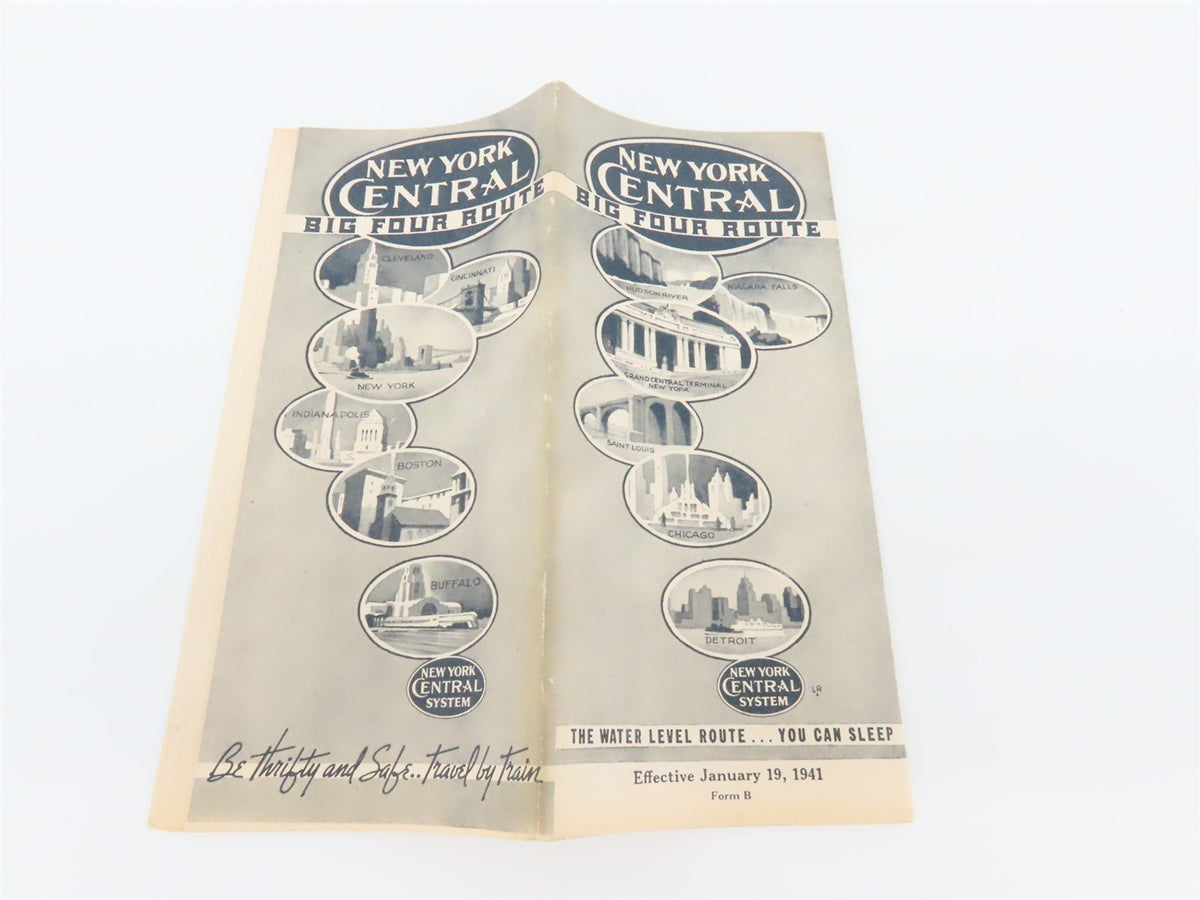 NEW YORK
CENTRAL
BIG FOUR ROUTE
CLEVELAND
CINCINNATI
NEW YORK
INDIANAPOLIS
BOSTON
BUFFALO
NEW YORK
CENTRAL
SYSTEM
Be Thrifty and Safe.. Travel by Train
NEW YORK
CENTRAL
BIG FOUR ROUTE
HUDSON RIVER
NIAGARA FALLS
GRAND CENTRAL TERMINAL
NEW YORK
SAINT LOUIS
CHICAGO
DETROIT
NEW YORK
CENTRAL
SYSTEM
LR
THE WATER LEVEL ROUTE ... YOU CAN SLEEP
Effective January 19, 1941
Form B